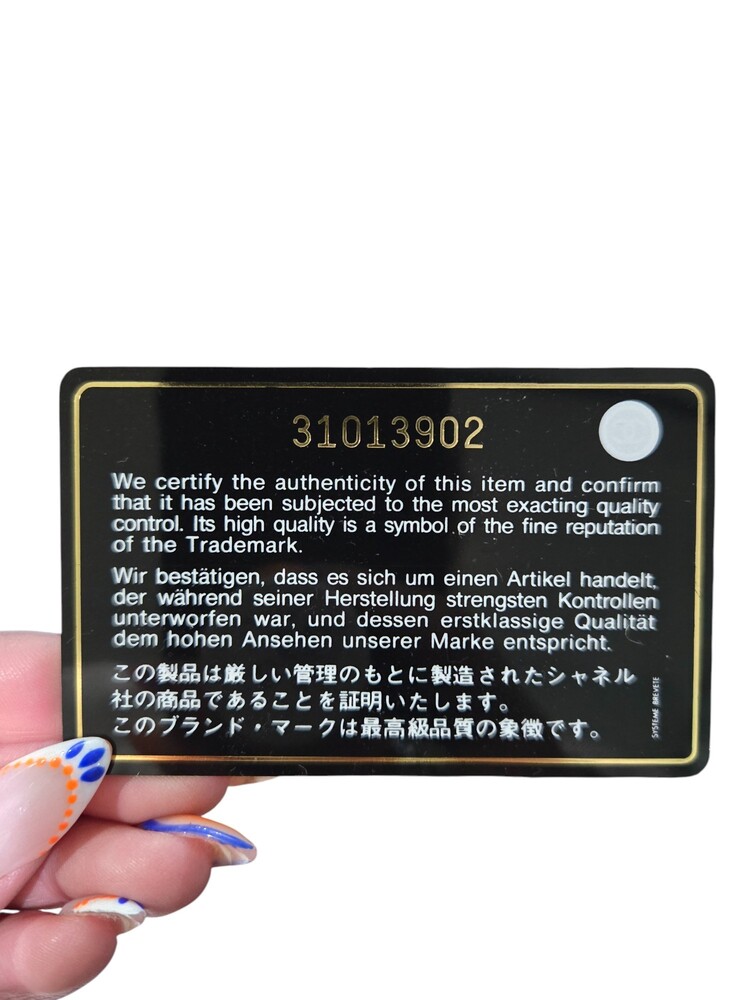 31013902
We certify the authenticity of this item and confirm
that it has been subjected to the most exacting quality
control. Its high quality is a symbol of the fine reputation
of the Trademark.
Wir bestätigen, dass es sich um einen Artikel handelt,
der während seiner Herstellung strengsten Kontrollen
unterworfen war, und dessen erstklassige Qualität
dem hohen Ansehen unserer Marke entspricht.
この製品は厳しい管理のもとに製造されたシャネル
社の商品であることを証明いたします。
このブランド・マークは最高級品質の象徴です。
SYSTEME BREVETE